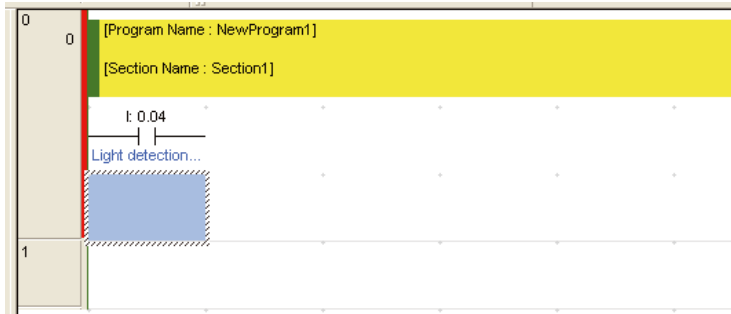 0
0
[Program Name : NewProgram1]
[Section Name : Section1]
I: 0.04
Light detection...
1